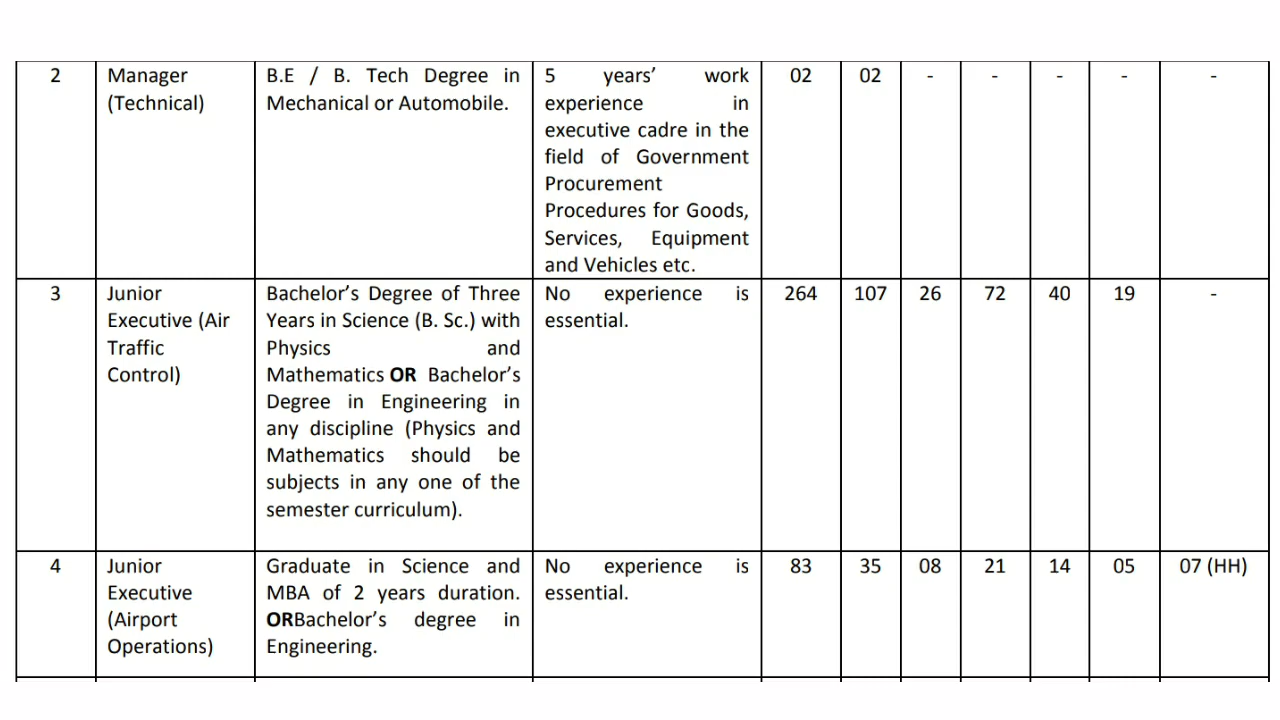 2 Manager B.E / B. Tech Degree in 5 years’ work 02 02 - - - - -
(Technical) Mechanical or Automobile. experience in
executive cadre in the
field of Government
Procurement
Procedures for Goods,
Services, Equipment
and Vehicles etc.
3 Junior Bachelor’s Degree of Three No experience is 264 107 26 72 40 19 -
Executive (Air Years in Science (B. Sc.) with essential.
Traffic Physics and
Control) Mathematics OR Bachelor’s
Degree in Engineering in
any discipline (Physics and
Mathematics should be
subjects in any one of the
semester curriculum).
4 Junior Graduate in Science and No experience is 83 35 08 21 14 05 07 (HH)
Executive MBA of 2 years duration. essential.
(Airport ORBachelor’s degree in
Operations) Engineering.